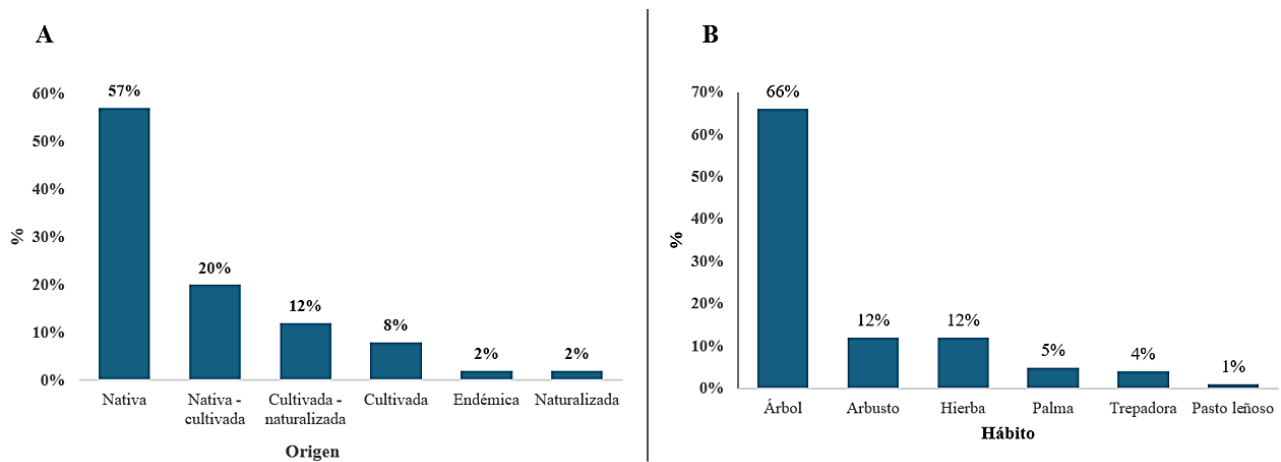 A
60%
50%
40%
30%
20%
10%
0%
%
57%
20%
12%
8%
2%
2%
Nativa
Nativa -
cultivada
Cultivada -
naturalizada
Cultivada
Endémica
Naturalizada
Origen
B
70%
60%
50%
40%
30%
20%
10%
0%
%
66%
12%
12%
5%
4%
1%
Árbol
Arbusto
Hierba
Palma
Trepadora
Pasto leñoso
Hábito